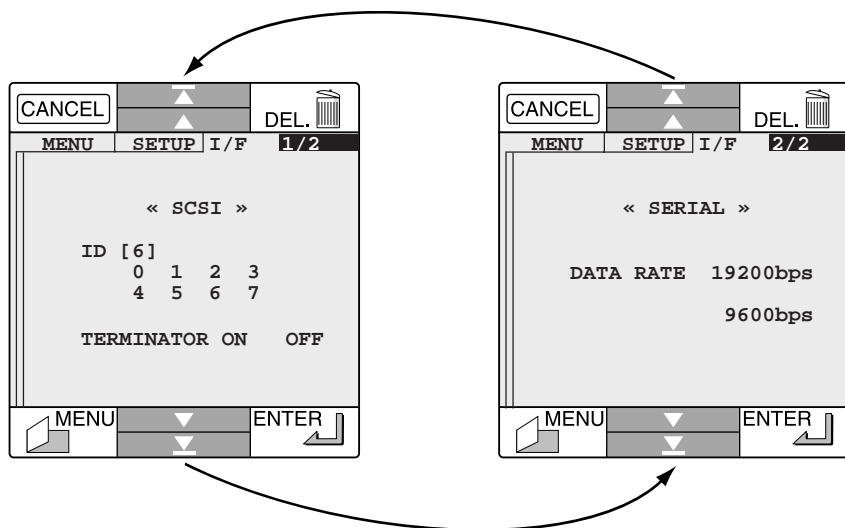 CANCEL
DEL.
MENU SETUP I/F 1/2
« SCSI »
ID [6]
0 1 2 3
4 5 6 7
TERMINATOR ON OFF
MENU ENTER
CANCEL
DEL.
MENU SETUP I/F 2/2
« SERIAL »
DATA RATE 19200bps
9600bps
MENU ENTER